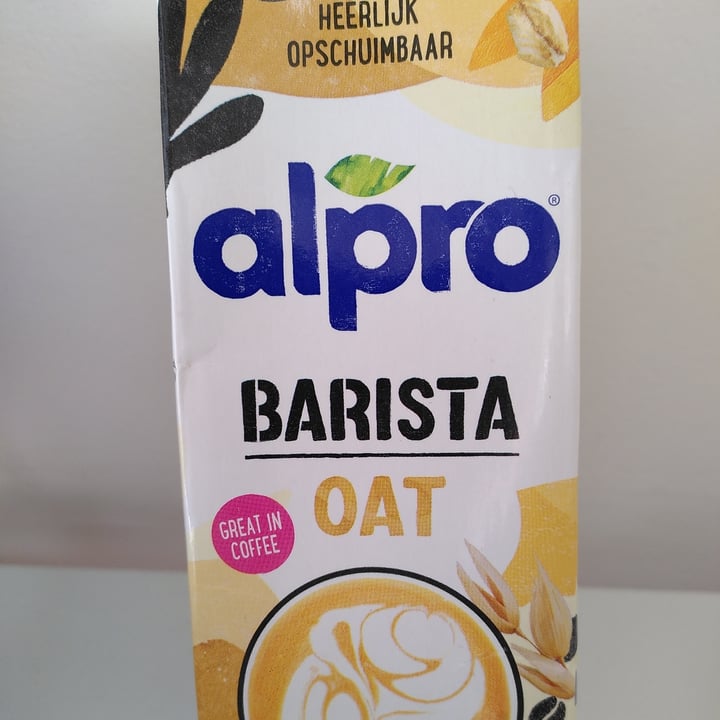 HEERLIJK
OPSCHUIMBAAR
alpro®
BARISTA
OAT
GREAT IN
COFFEE